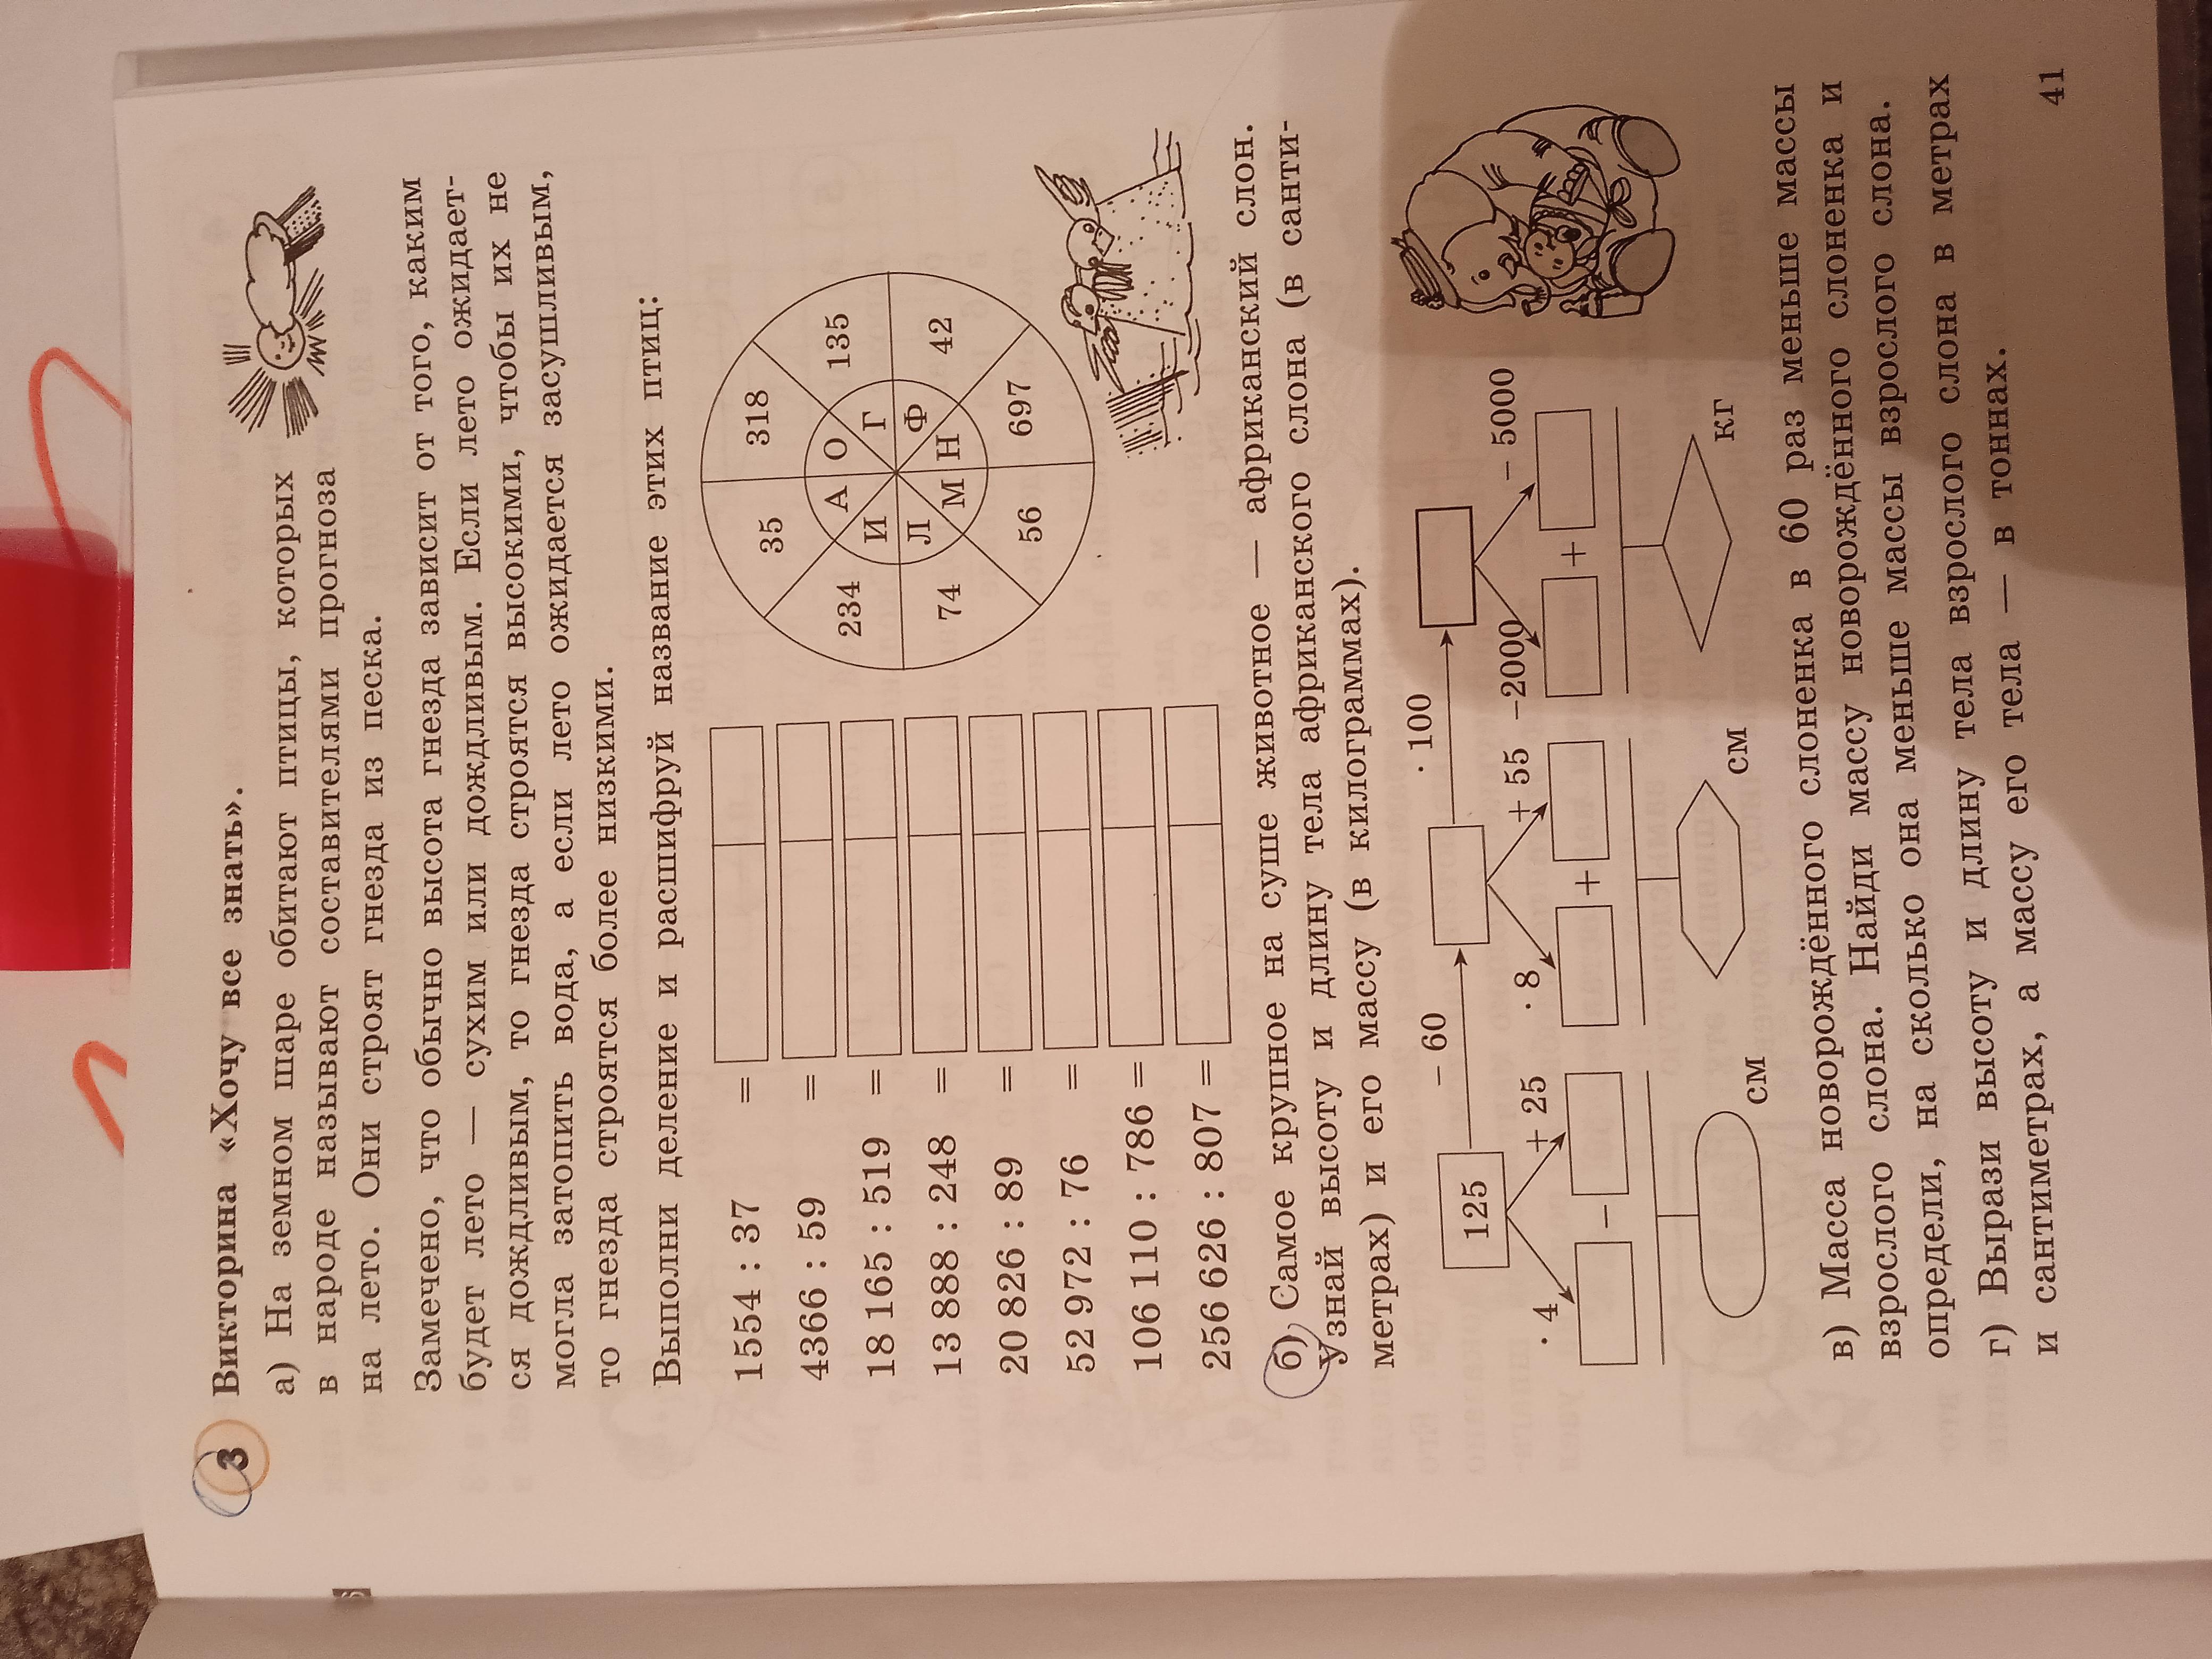 3 Викторина «Хочу все знать».
а) На земном шаре обитают птицы, которых
в народе называют составителями прогноза
на лето. Они строят гнезда из песка.
Замечено, что обычно высота гнезда зависит от того, каким
будет лето — сухим или дождливым. Если лето ожидает-
ся дождливым, то гнезда строятся высокими, чтобы их не
могла затопить вода, а если лето ожидается засушливым,
то гнезда строятся более низкими.
Выполни деление и расшифруй название этих птиц:
1554 : 37 =
4366 : 59 =
18 165 : 519 =
13 888 : 248 =
20 826 : 89 =
52 972 : 76 =
106 110 : 786 =
256 626 : 807 =
35 318
234 135
А О
И Г
Л Ф
М Н
74 42
56 697
б) Самое крупное на суше животное — африканский слон.
Узнай высоту и длину тела африканского слона (в санти-
метрах) и его массу (в килограммах).
125 – 60 · 100
· 4 + 25 · 8 + 55 –2000 – 5000
– + +
см см кг
в) Масса новорождённого слоненка в 60 раз меньше массы
взрослого слона. Найди массу новорождённого слоненка и
определи, на сколько она меньше массы взрослого слона.
г) Вырази высоту и длину тела взрослого слона в метрах
и сантиметрах, а массу его тела — в тоннах.
41